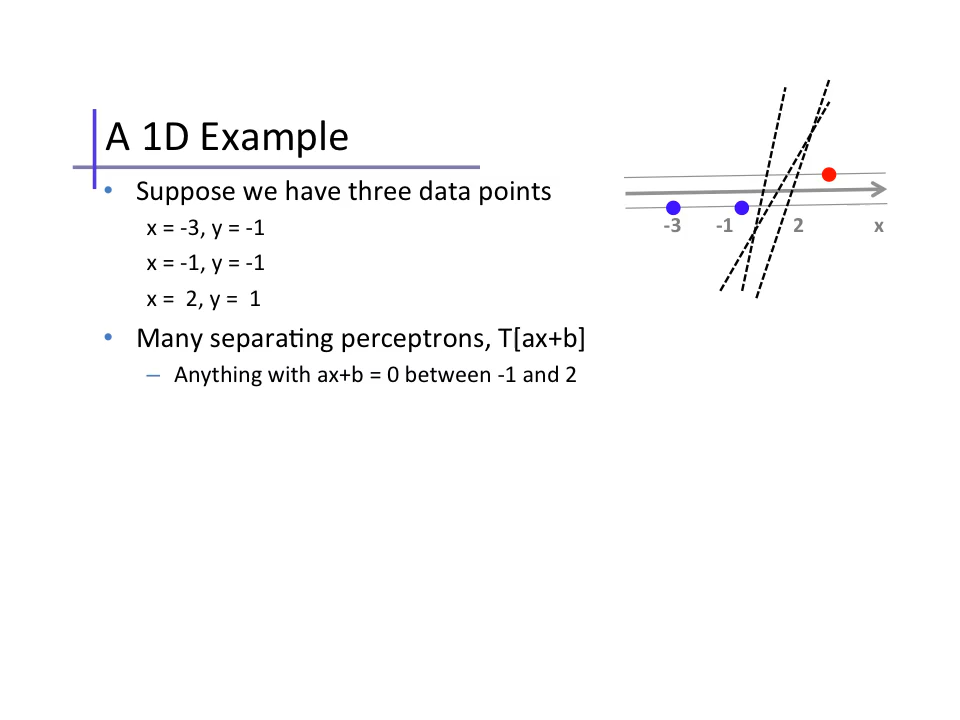 A 1D Example
• Suppose we have three data points
x = -3, y = -1
x = -1, y = -1
x = 2, y = 1
• Many separating perceptrons, T[ax+b]
– Anything with ax+b = 0 between -1 and 2
-3 -1 2 x